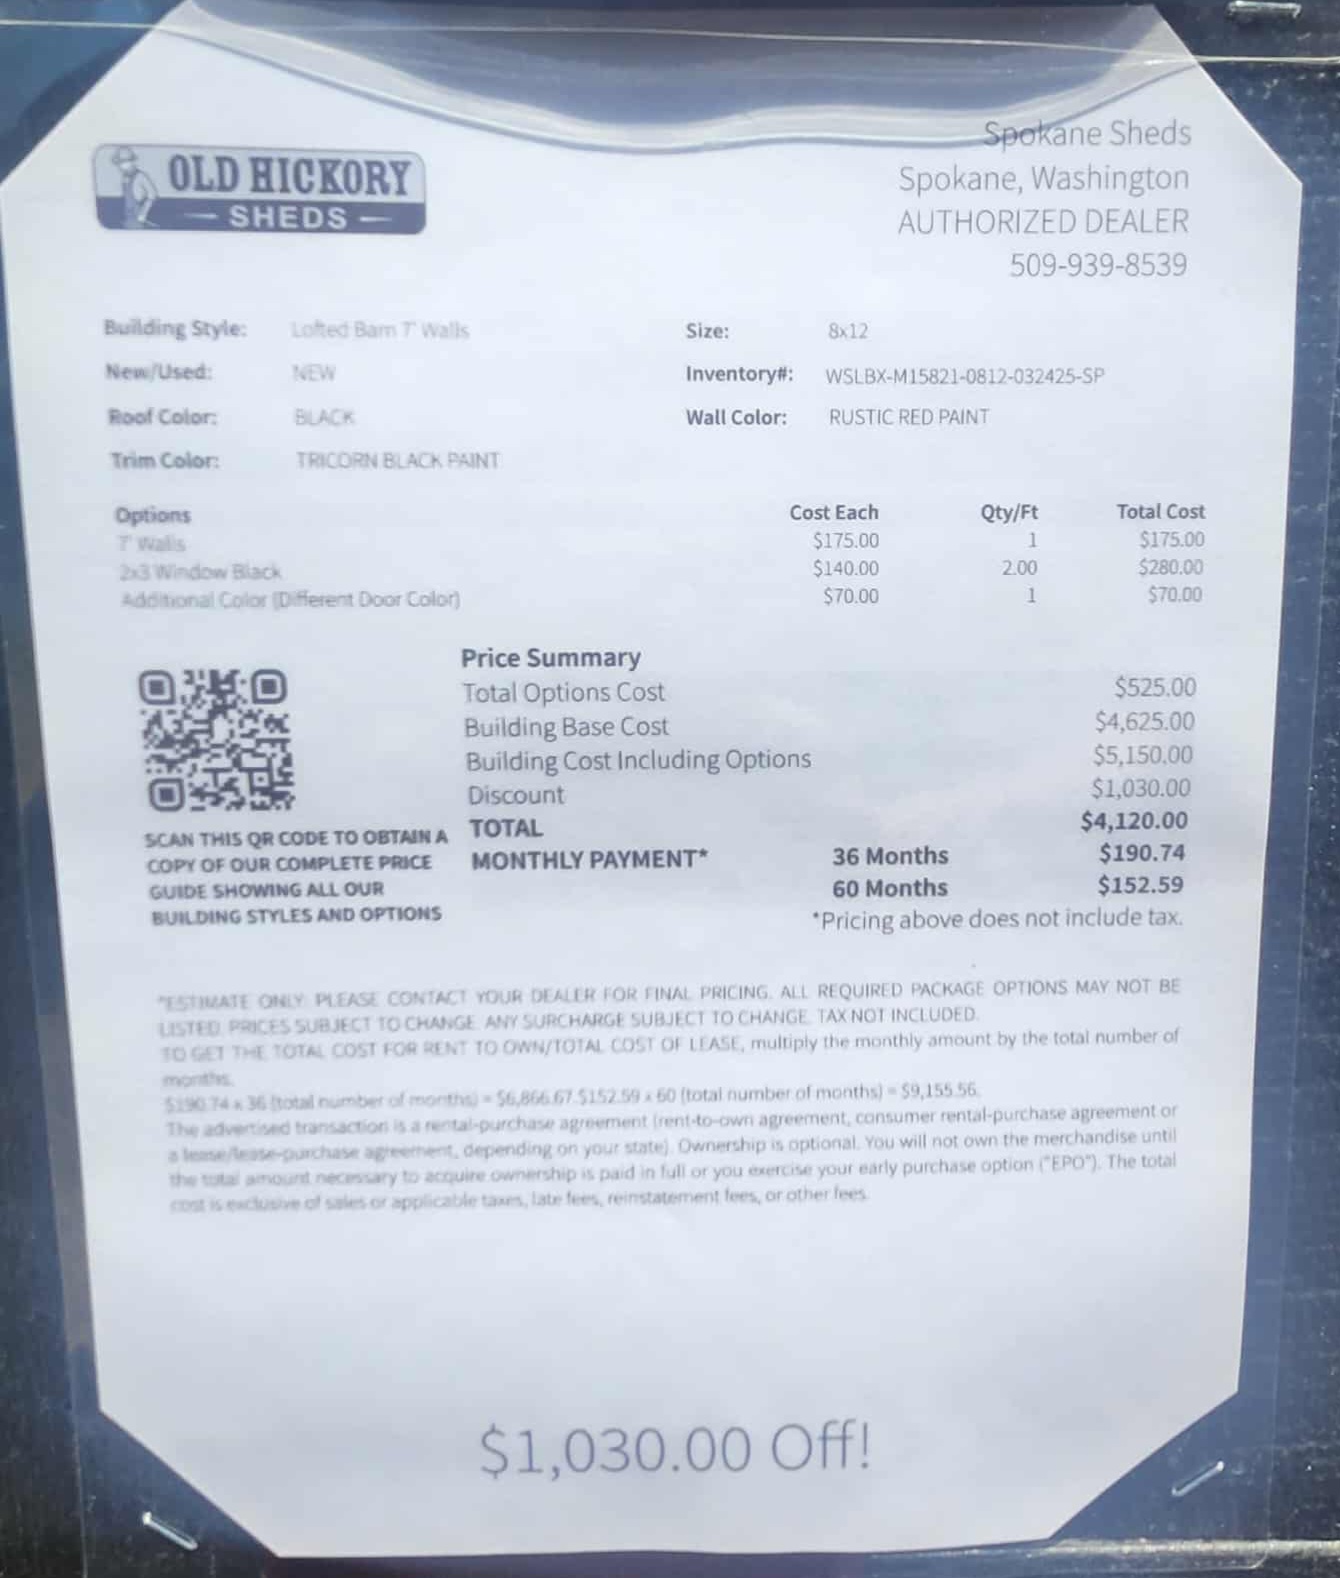 OLD HICKORY
SHEDS
Spokane Sheds
Spokane, Washington
AUTHORIZED DEALER
509-939-8539
Building Style: Lofted Barn 7' Walls Size: 8x12
New/Used: NEW Inventory#: WSLBX-M15821-0812-032425-SP
Roof Color: BLACK Wall Color: RUSTIC RED PAINT
Trim Color: TRICORN BLACK PAINT
Options Cost Each Qty/Ft Total Cost
7' Walls $175.00 1 $175.00
2x3 Window Black $140.00 2.00 $280.00
Additional Color (Different Door Color) $70.00 1 $70.00
Price Summary
Total Options Cost $525.00
Building Base Cost $4,625.00
Building Cost Including Options $5,150.00
Discount $1,030.00
TOTAL $4,120.00
MONTHLY PAYMENT* 36 Months $190.74
60 Months $152.59
*Pricing above does not include tax.
SCAN THIS QR CODE TO OBTAIN A
COPY OF OUR COMPLETE PRICE
GUIDE SHOWING ALL OUR
BUILDING STYLES AND OPTIONS
*ESTIMATE ONLY: PLEASE CONTACT YOUR DEALER FOR FINAL PRICING. ALL REQUIRED PACKAGE OPTIONS MAY NOT BE
LISTED. PRICES SUBJECT TO CHANGE. ANY SURCHARGE SUBJECT TO CHANGE. TAX NOT INCLUDED.
TO GET THE TOTAL COST FOR RENT TO OWN/TOTAL COST OF LEASE, multiply the monthly amount by the total number of
months.
$190.74 x 36 (total number of months) = $6,866.67. $152.59 x 60 (total number of months) = $9,155.56.
The advertised transaction is a rental-purchase agreement (rent-to-own agreement, consumer rental-purchase agreement or
a lease/lease-purchase agreement, depending on your state). Ownership is optional. You will not own the merchandise until
the total amount necessary to acquire ownership is paid in full or you exercise your early purchase option ("EPO"). The total
cost is exclusive of sales or applicable taxes, late fees, reinstatement fees, or other fees.
$1,030.00 Off!